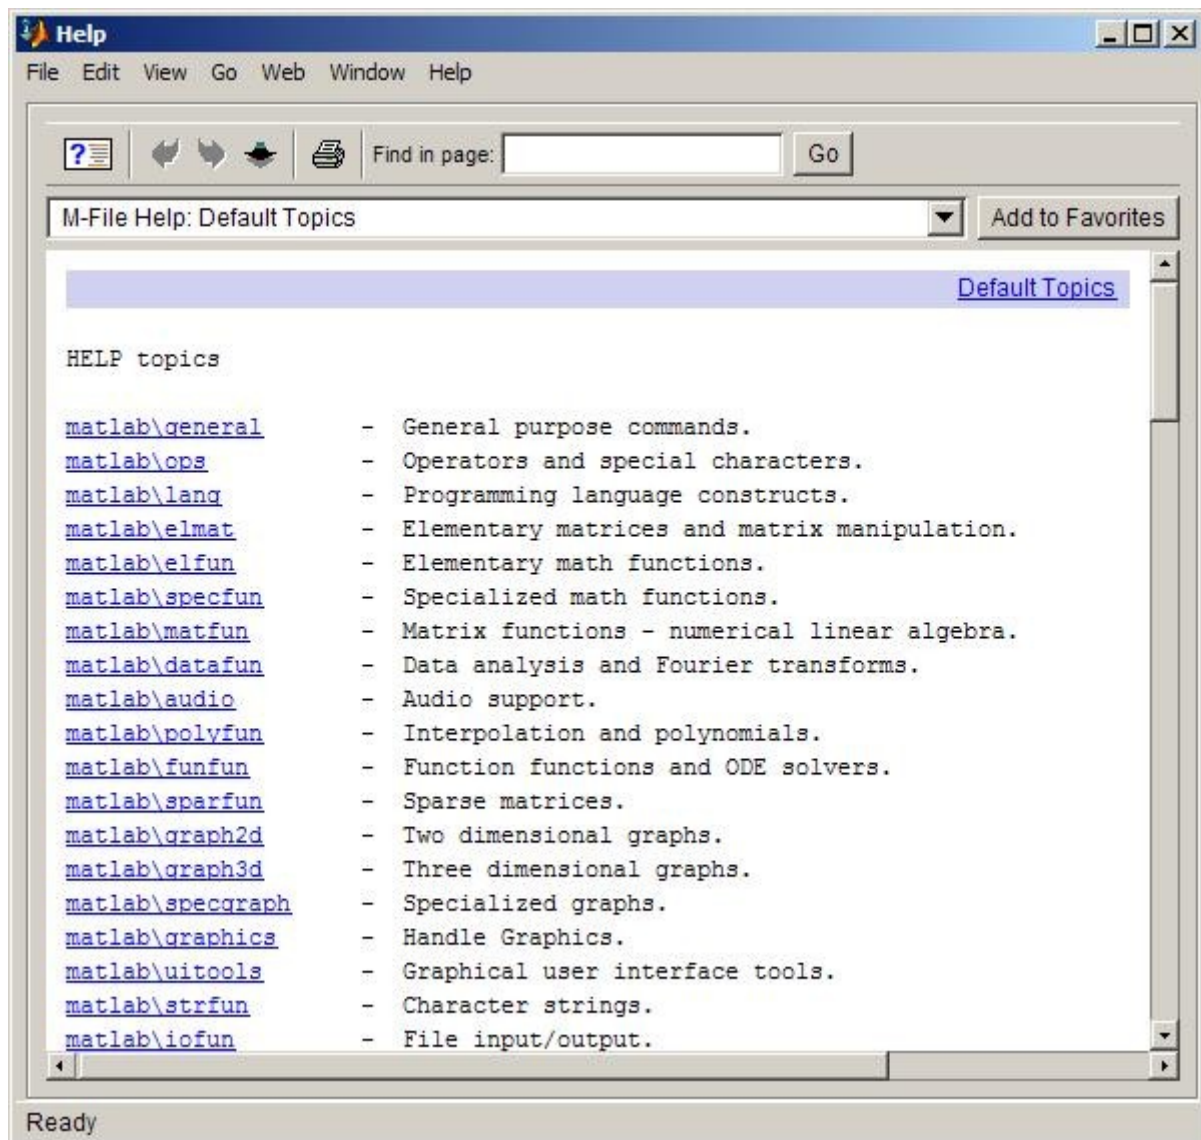 Help
File Edit View Go Web Window Help
Find in page: Go
M-File Help: Default Topics Add to Favorites
Default Topics
HELP topics
matlab\general - General purpose commands.
matlab\ops - Operators and special characters.
matlab\lang - Programming language constructs.
matlab\elmat - Elementary matrices and matrix manipulation.
matlab\elfun - Elementary math functions.
matlab\specfun - Specialized math functions.
matlab\matfun - Matrix functions - numerical linear algebra.
matlab\datafun - Data analysis and Fourier transforms.
matlab\audio - Audio support.
matlab\polyfun - Interpolation and polynomials.
matlab\funfun - Function functions and ODE solvers.
matlab\sparfun - Sparse matrices.
matlab\graph2d - Two dimensional graphs.
matlab\graph3d - Three dimensional graphs.
matlab\specgraph - Specialized graphs.
matlab\graphics - Handle Graphics.
matlab\uitools - Graphical user interface tools.
matlab\strfun - Character strings.
matlab\iofun - File input/output.
Ready